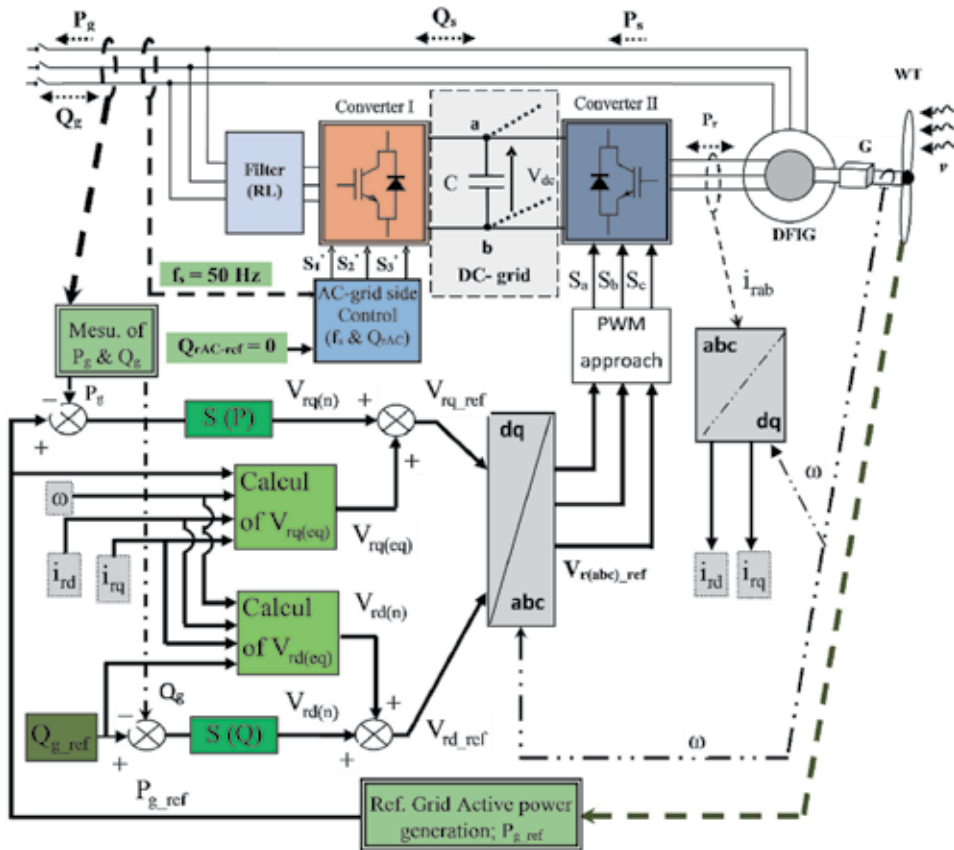 Pg
Qs
Ps
WT
Qg
Converter I
Converter II
Pr
G
Filter
(RL)
a
C
Vdc
b
DC- grid
DFIG
v
fs = 50 Hz
S1* S2* S3*
Sa Sb Sc
irab
AC-grid side
Control
(fs & QrAC)
QrAC-ref = 0
Mesu. of
Pg & Qg
PWM
approach
abc
dq
Pg
-
+
S (P)
Vrq(n)
+
+
Vrq_ref
dq
abc
ω
ω
ird
irq
Calcul
of Vrq(eq)
Vrq(eq)
Vr(abc)_ref
ird
irq
Calcul
of Vrd(eq)
Vrd(n)
Qg
Qg_ref
-
+
S (Q)
Vrd(n)
+
+
Vrd_ref
ω
Pg_ref
Ref. Grid Active power
generation; Pg_ref